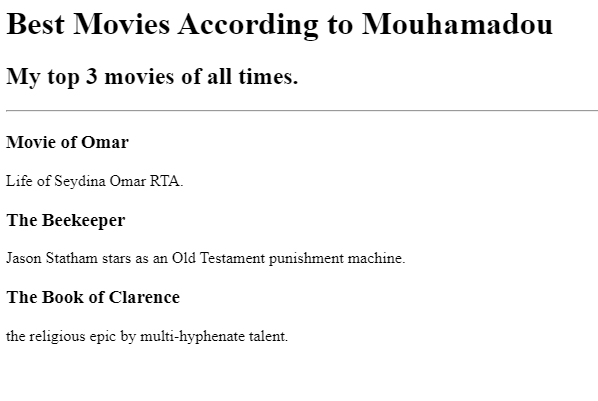 Best Movies According to Mouhamadou
My top 3 movies of all times.
Movie of Omar
Life of Seydina Omar RTA.
The Beekeeper
Jason Statham stars as an Old Testament punishment machine.
The Book of Clarence
the religious epic by multi-hyphenate talent.